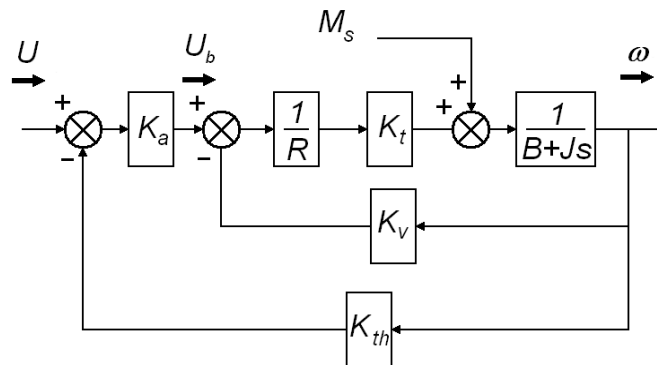 M_s
U
U_b
ω
+
+
+
+
K_a
1
R
K_t
1
B+Js
−
−
K_v
K_th